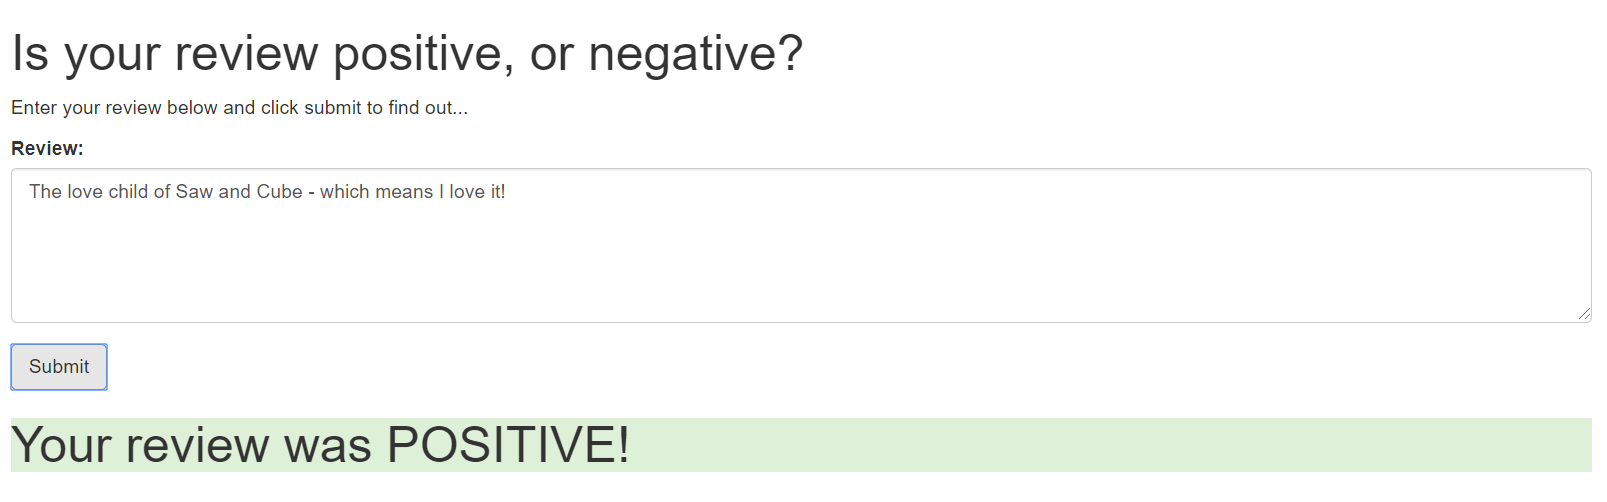 Is your review positive, or negative?
Enter your review below and click submit to find out...
Review:
The love child of Saw and Cube - which means I love it!
Submit
Your review was POSITIVE!